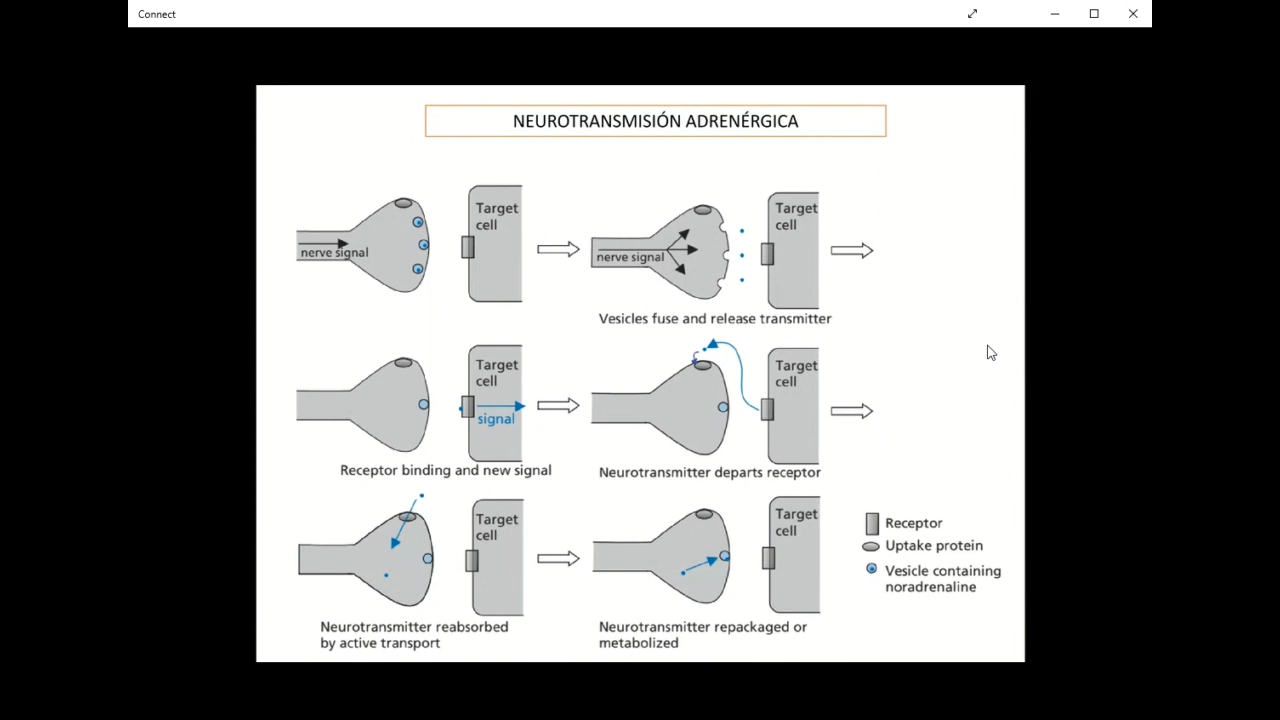 Connect
NEUROTRANSMISIÓN ADRENÉRGICA
nerve signal
Target
cell
nerve signal
Target
cell
Vesicles fuse and release transmitter
Target
cell
signal
Receptor binding and new signal
Target
cell
Neurotransmitter departs receptor
Target
cell
Neurotransmitter reabsorbed
by active transport
Target
cell
Neurotransmitter repackaged or
metabolized
Receptor
Uptake protein
Vesicle containing
noradrenaline